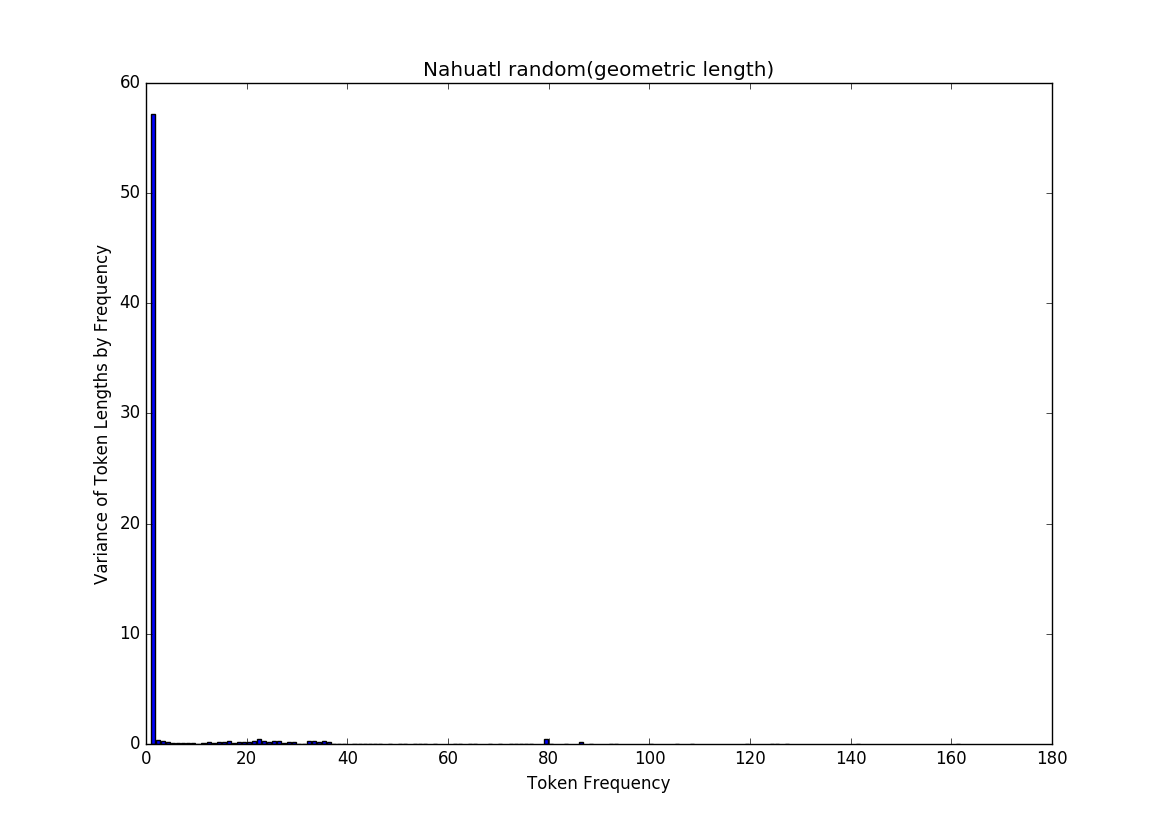 Nahuatl random(geometric length)
60
50
40
30
20
10
0
Variance of Token Lengths by Frequency
0 20 40 60 80 100 120 140 160 180
Token Frequency